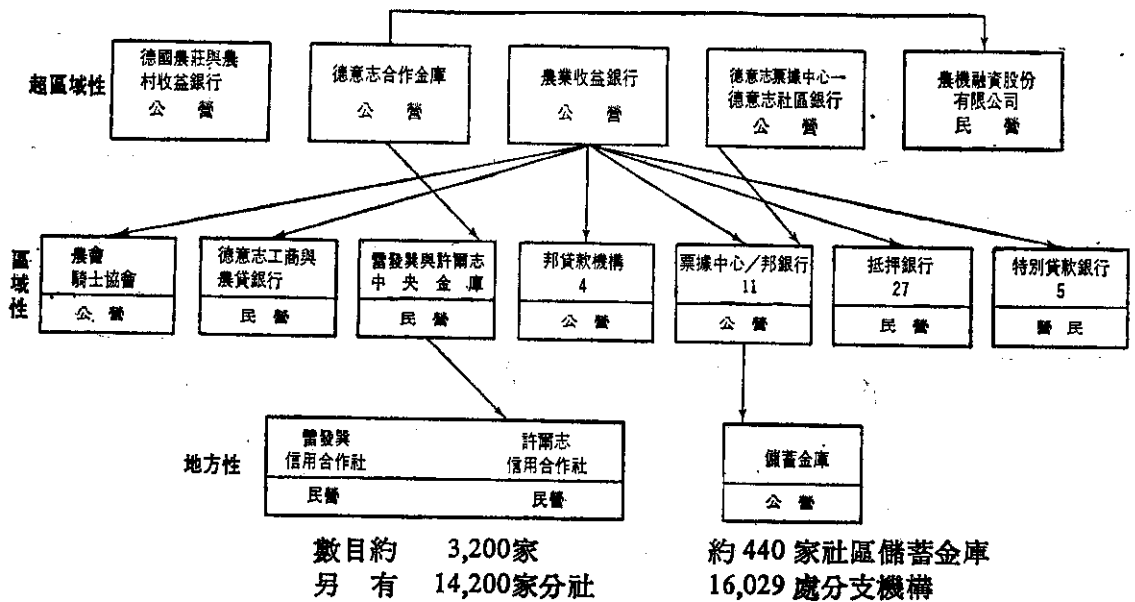 超區域性
德國農莊與農
村收益銀行
公營
德意志合作金庫
公營
農業收益銀行
公營
德意志票據中心—
德意志社區銀行
公營
農機融資股份
有限公司
民營
區域性
農會
騎士協會
公營
德意志工商與
農貸銀行
民營
雷發巽與許爾志
中央金庫
民營
邦貸款機構
4
公營
票據中心／邦銀行
11
公營
抵押銀行
27
民營
特別貸款銀行
5
營民
地方性
雷發巽 許爾志
信用合作社 信用合作社
民營 民營
儲蓄金庫
公營
數目約 3,200家
另有 14,200家分社
約 440 家社區儲蓄金庫
16,029 處分支機構